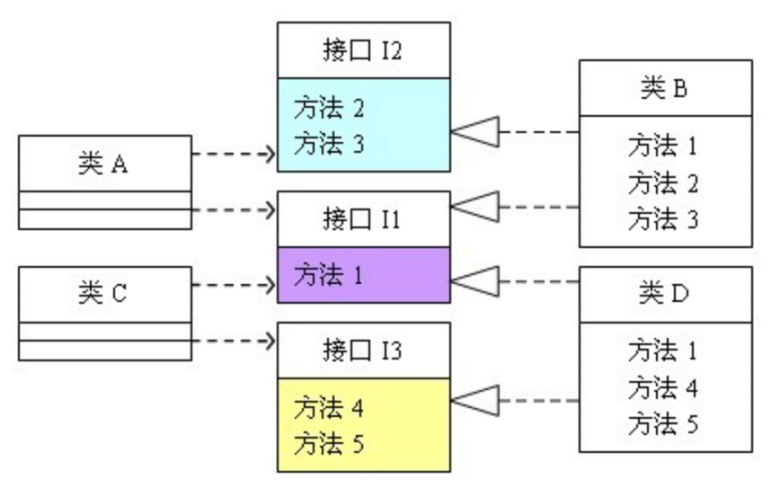 类 A
类 C
接口 I2
方法 2
方法 3
接口 I1
方法 1
接口 I3
方法 4
方法 5
类 B
方法 1
方法 2
方法 3
类 D
方法 1
方法 4
方法 5